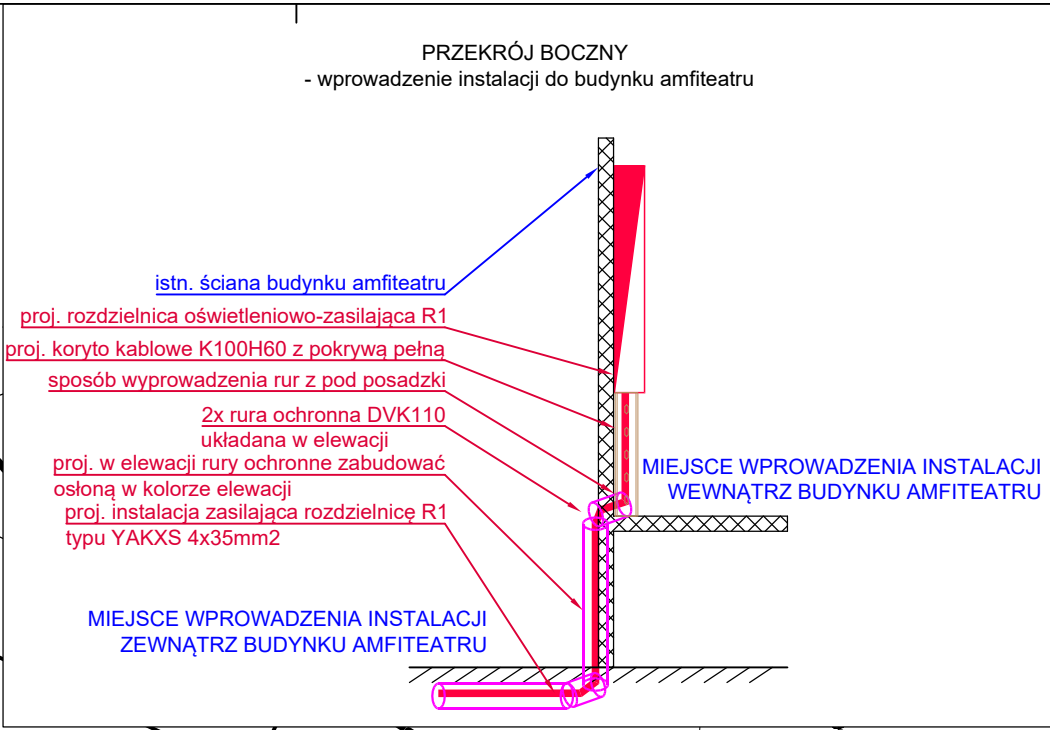 PRZEKRÓJ BOCZNY
- wprowadzenie instalacji do budynku amfiteatru
istn. ściana budynku amfiteatru
proj. rozdzielnica oświetleniowo-zasilająca R1
proj. koryto kablowe K100H60 z pokrywą pełną
sposób wyprowadzenia rur z pod posadzki
2x rura ochronna DVK110
układana w elewacji
proj. w elewacji rury ochronne zabudować
osłoną w kolorze elewacji
proj. instalacja zasilająca rozdzielnicę R1
typu YAKXS 4x35mm2
MIEJSCE WPROWADZENIA INSTALACJI
WEWNĄTRZ BUDYNKU AMFITEATRU
MIEJSCE WPROWADZENIA INSTALACJI
ZEWNĄTRZ BUDYNKU AMFITEATRU